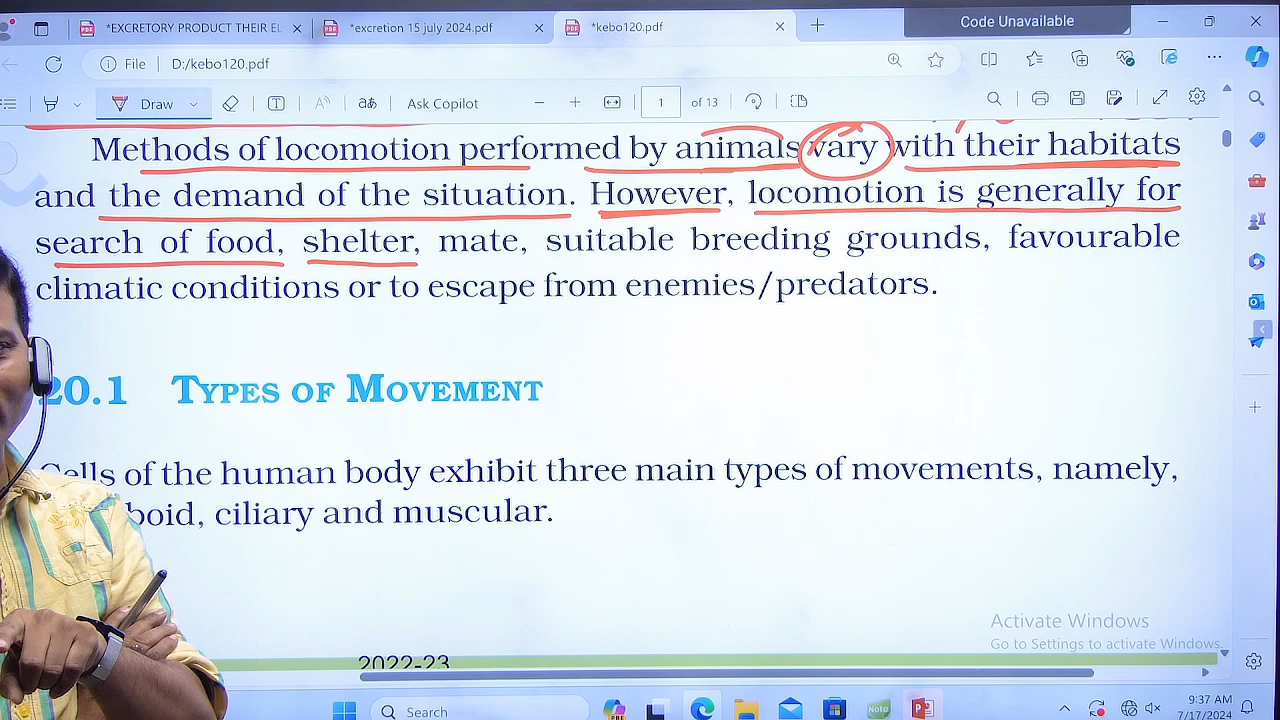 *EXCRETORY PRODUCT THEIR EL
*excretion 15 july 2024.pdf
*kebo120.pdf
Code Unavailable
File
D:/kebo120.pdf
Draw
Ask Copilot
1 of 13
Methods of locomotion performed by animals vary with their habitats
and the demand of the situation. However, locomotion is generally for
search of food, shelter, mate, suitable breeding grounds, favourable
climatic conditions or to escape from enemies/predators.
20.1 TYPES OF MOVEMENT
Cells of the human body exhibit three main types of movements, namely,
boid, ciliary and muscular.
Activate Windows
Go to Settings to activate Windows.
2022-23
Search
9:37 AM
7/17/2024